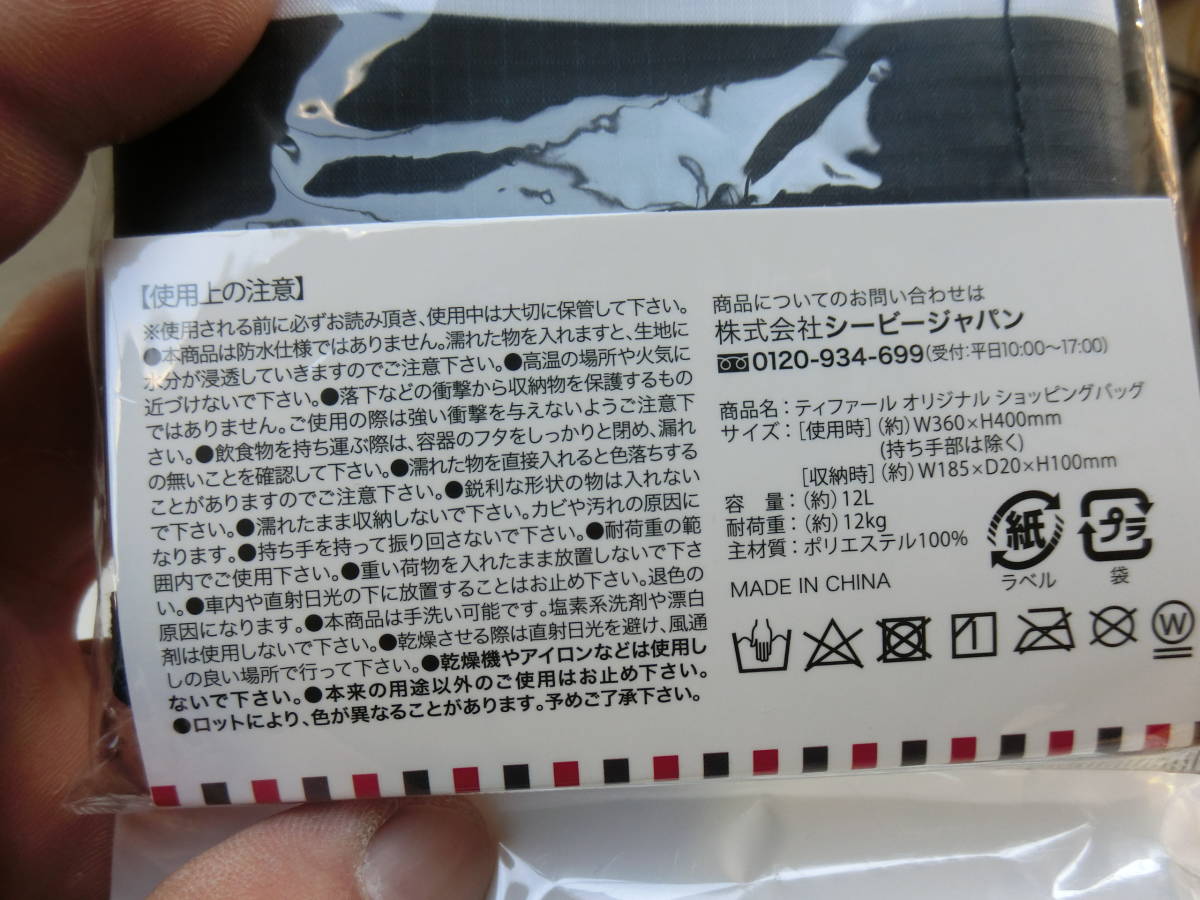 【使用上の注意】
※使用される前に必ずお読み頂き、使用中は大切に保管して下さい。
●本商品は防水仕様ではありません。濡れた物を入れますと、生地に
水分が浸透していきますのでご注意下さい。●高温の場所や火気に
近づけないで下さい。●落下などの衝撃から収納物を保護するもの
ではありません。ご使用の際は強い衝撃を与えないようご注意下
さい。●飲食物を持ち運ぶ際は、容器のフタをしっかりと閉め、漏れ
の無いことを確認して下さい。●濡れた物を直接入れると色落ちする
ことがありますのでご注意下さい。●鋭利な形状の物は入れない
で下さい。●濡れたまま収納しないで下さい。カビや汚れの原因に
なります。●持ち手を持って振り回さないで下さい。●耐荷重の範
囲内でご使用下さい。●重い荷物を入れたまま放置しないで下さ
い。●車内や直射日光の下に放置することはお止め下さい。退色の
原因になります。●本商品は手洗い可能です。塩素系洗剤や漂白
剤は使用しないで下さい。●乾燥させる際は直射日光を避け、風通
しの良い場所で行って下さい。●乾燥機やアイロンなどは使用し
ないで下さい。●本来の用途以外のご使用はお止め下さい。
●ロットにより、色が異なることがあります。予めご了承下さい。
商品についてのお問い合わせは
株式会社シービージャパン
0120-934-699(受付:平日10:00〜17:00)
商品名：ティファール オリジナル ショッピングバッグ
サイズ：［使用時］（約）W360×H400mm
(持ち手部は除く)
［収納時］（約）W185×D20×H100mm
容 量：（約）12L
耐荷重：（約）12kg
主材質：ポリエステル100%
MADE IN CHINA
紙
ラベル
プラ
袋
W